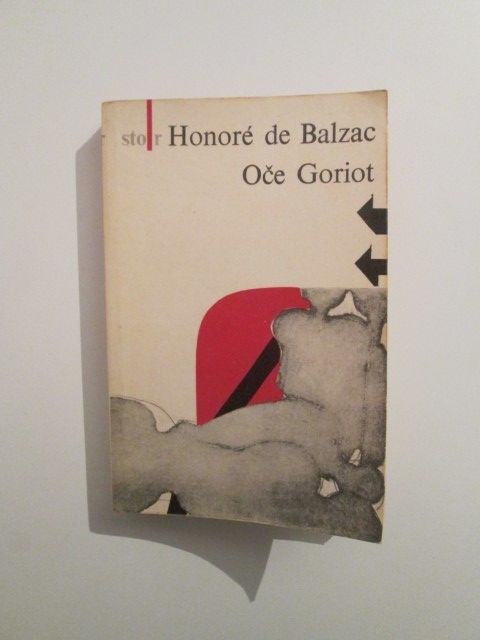 sto r Honoré de Balzac
Oče Goriot